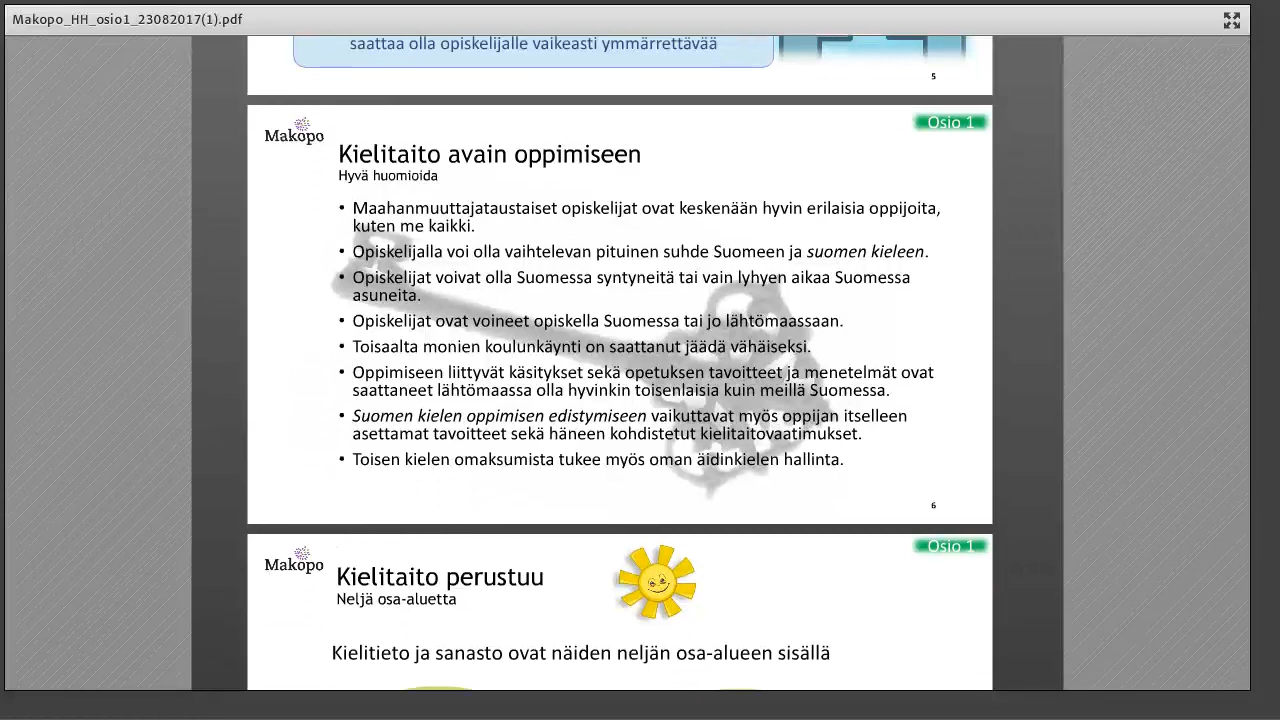 Makopo_HH_osio1_23082017(1).pdf
saattaa olla opiskelijalle vaikeasti ymmärrettävää
5
Makopo
Osio 1
Kielitaito avain oppimiseen
Hyvä huomioida
• Maahanmuuttajataustaiset opiskelijat ovat keskenään hyvin erilaisia oppijoita,
kuten me kaikki.
• Opiskelijalla voi olla vaihtelevan pituinen suhde Suomeen ja suomen kieleen.
• Opiskelijat voivat olla Suomessa syntyneitä tai vain lyhyen aikaa Suomessa
asuneita.
• Opiskelijat ovat voineet opiskella Suomessa tai jo lähtömaassaan.
• Toisaalta monien koulunkäynti on saattanut jäädä vähäiseksi.
• Oppimiseen liittyvät käsitykset sekä opetuksen tavoitteet ja menetelmät ovat
saattaneet lähtömaassa olla hyvinkin toisenlaisia kuin meillä Suomessa.
• Suomen kielen oppimisen edistymiseen vaikuttavat myös oppijan itselleen
asettamat tavoitteet sekä häneen kohdistetut kielitaitovaatimukset.
• Toisen kielen omaksumista tukee myös oman äidinkielen hallinta.
6
Makopo
Osio 1
Kielitaito perustuu
Neljä osa-aluetta
Kielitieto ja sanasto ovat näiden neljän osa-alueen sisällä